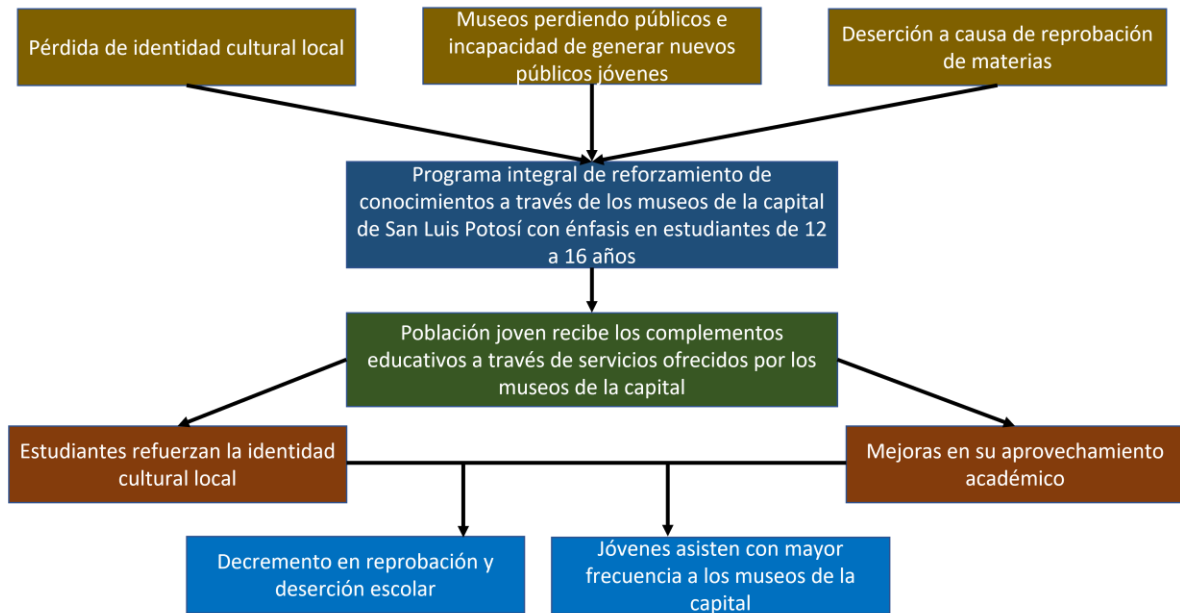 Pérdida de identidad cultural local
Museos perdiendo públicos e
incapacidad de generar nuevos
públicos jóvenes
Deserción a causa de reprobación
de materias
Programa integral de reforzamiento de
conocimientos a través de los museos de la capital
de San Luis Potosí con énfasis en estudiantes de 12
a 16 años
Población joven recibe los complementos
educativos a través de servicios ofrecidos por los
museos de la capital
Estudiantes refuerzan la identidad
cultural local
Mejoras en su aprovechamiento
académico
Decremento en reprobación y
deserción escolar
Jóvenes asisten con mayor
frecuencia a los museos de la
capital